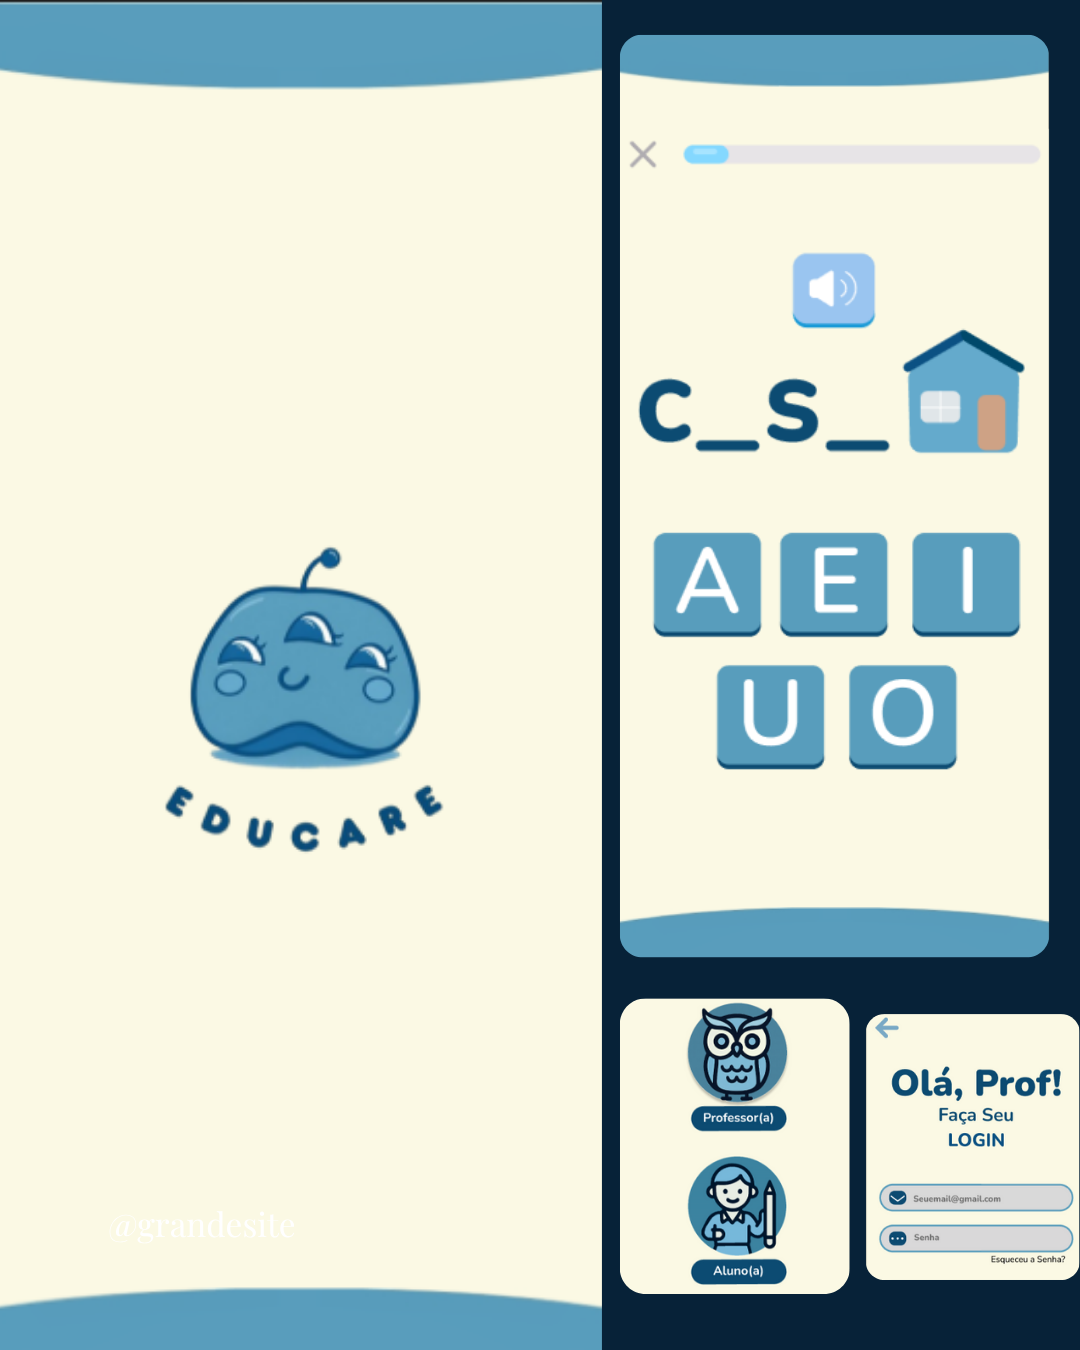 EDUCARE
@grandesite
C_S_
A E I
U O
Professor(a)
Aluno(a)
Olá, Prof!
Faça Seu
LOGIN
Seuemail@gmail.com
Senha
Esqueceu a Senha?